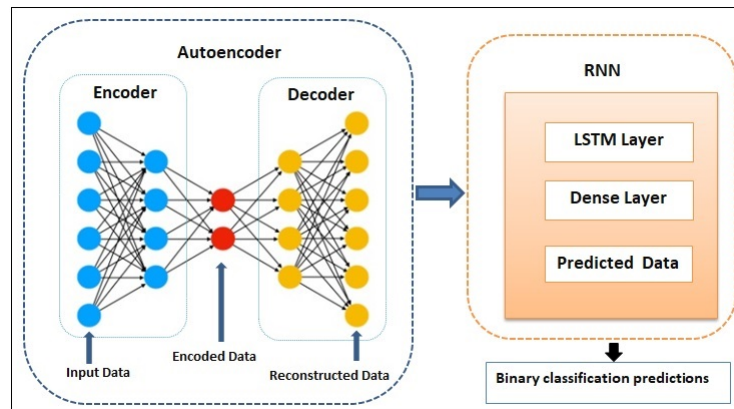 Autoencoder
Encoder
Decoder
Input Data
Encoded Data
Reconstructed Data
RNN
LSTM Layer
Dense Layer
Predicted Data
Binary classification predictions